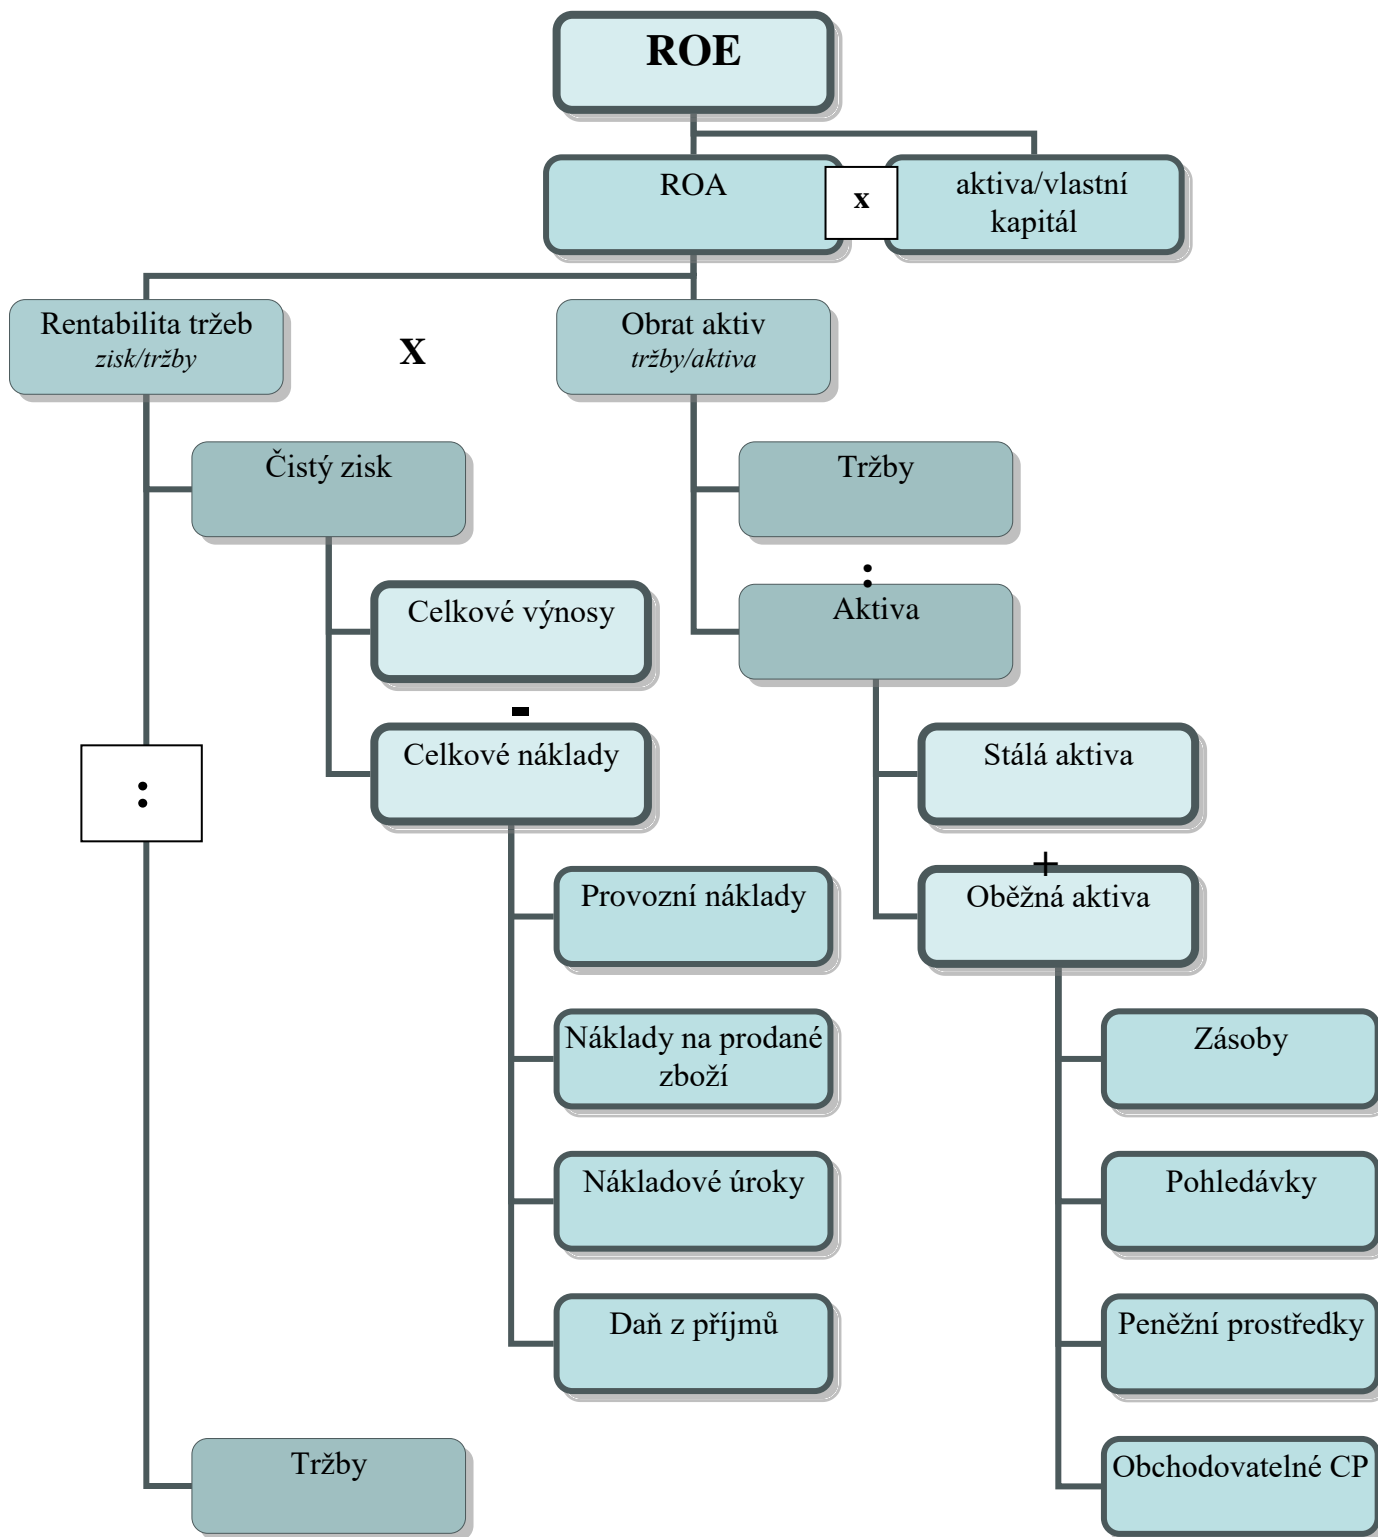 ROE
ROA
x
aktiva/vlastní
kapitál
Rentabilita tržeb
zisk/tržby
X
Obrat aktiv
tržby/aktiva
Čistý zisk
Tržby
:
Celkové výnosy
Aktiva
-
Celkové náklady
Stálá aktiva
:
+
Provozní náklady
Oběžná aktiva
Náklady na prodané
zboží
Zásoby
Nákladové úroky
Pohledávky
Daň z příjmů
Peněžní prostředky
Tržby
Obchodovatelné CP